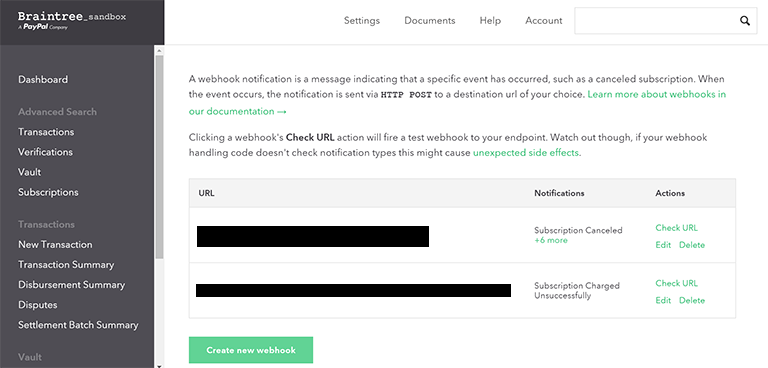 Braintree_sandbox
A PayPal Company
Settings Documents Help Account
Dashboard
Advanced Search
Transactions
Verifications
Vault
Subscriptions
Transactions
New Transaction
Transaction Summary
Disbursement Summary
Disputes
Settlement Batch Summary
Vault
A webhook notification is a message indicating that a specific event has occurred, such as a canceled subscription. When
the event occurs, the notification is sent via HTTP POST to a destination url of your choice. Learn more about webhooks in
our documentation →
Clicking a webhook's Check URL action will fire a test webhook to your endpoint. Watch out though, if your webhook
handling code doesn't check notification types this might cause unexpected side effects.
URL Notifications Actions
Subscription Canceled Check URL
+6 more Edit Delete
Subscription Charged Check URL
Unsuccessfully Edit Delete
Create new webhook